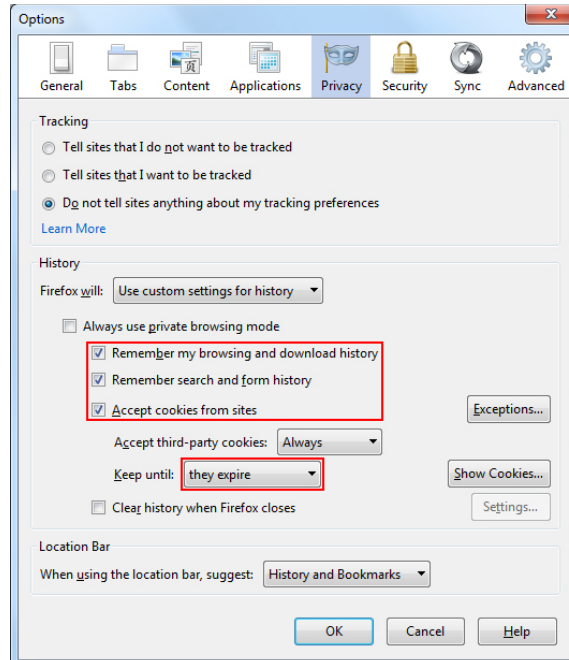 Options
General Tabs Content Applications Privacy Security Sync Advanced
Tracking
Tell sites that I do not want to be tracked
Tell sites that I want to be tracked
Do not tell sites anything about my tracking preferences
Learn More
History
Firefox will: Use custom settings for history
Always use private browsing mode
Remember my browsing and download history
Remember search and form history
Accept cookies from sites Exceptions...
Accept third-party cookies: Always
Keep until: they expire Show Cookies...
Clear history when Firefox closes Settings...
Location Bar
When using the location bar, suggest: History and Bookmarks
OK Cancel Help